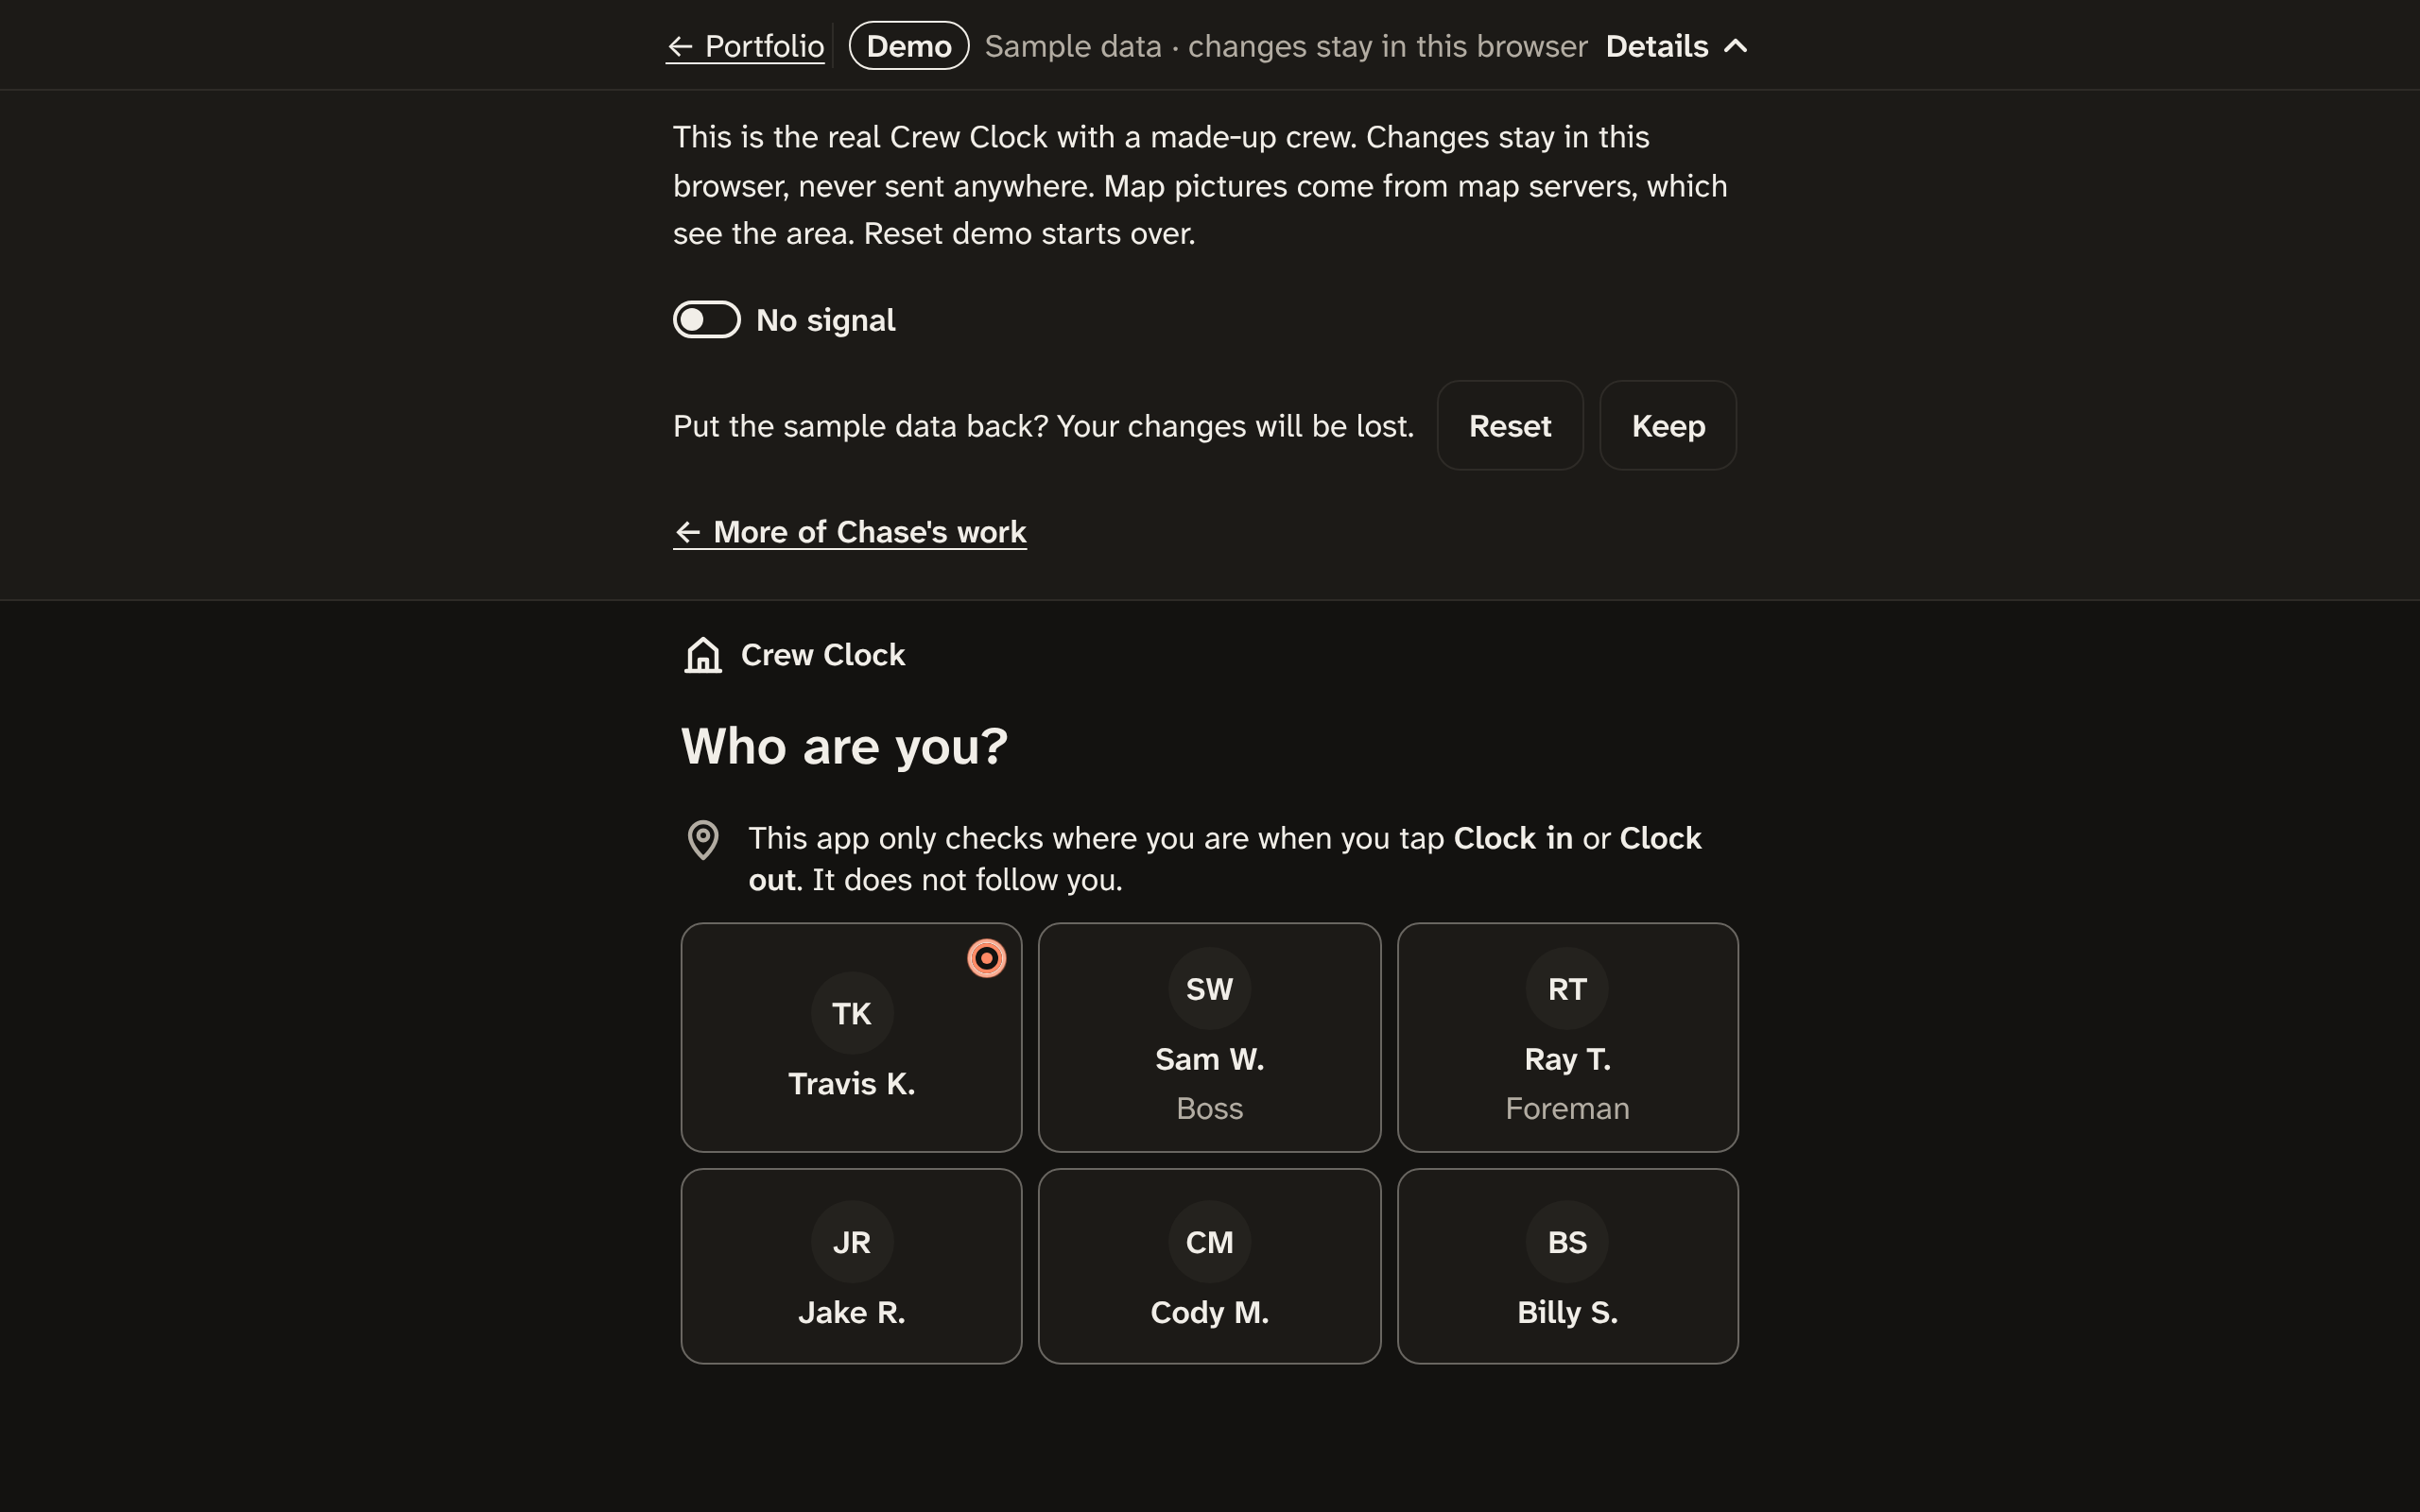 ← Portfolio
Demo
Sample data · changes stay in this browser
Details
This is the real Crew Clock with a made-up crew. Changes stay in this
browser, never sent anywhere. Map pictures come from map servers, which
see the area. Reset demo starts over.
No signal
Put the sample data back? Your changes will be lost.
Reset
Keep
← More of Chase's work
Crew Clock
Who are you?
This app only checks where you are when you tap Clock in or Clock
out. It does not follow you.
TK
Travis K.
SW
Sam W.
Boss
RT
Ray T.
Foreman
JR
Jake R.
CM
Cody M.
BS
Billy S.